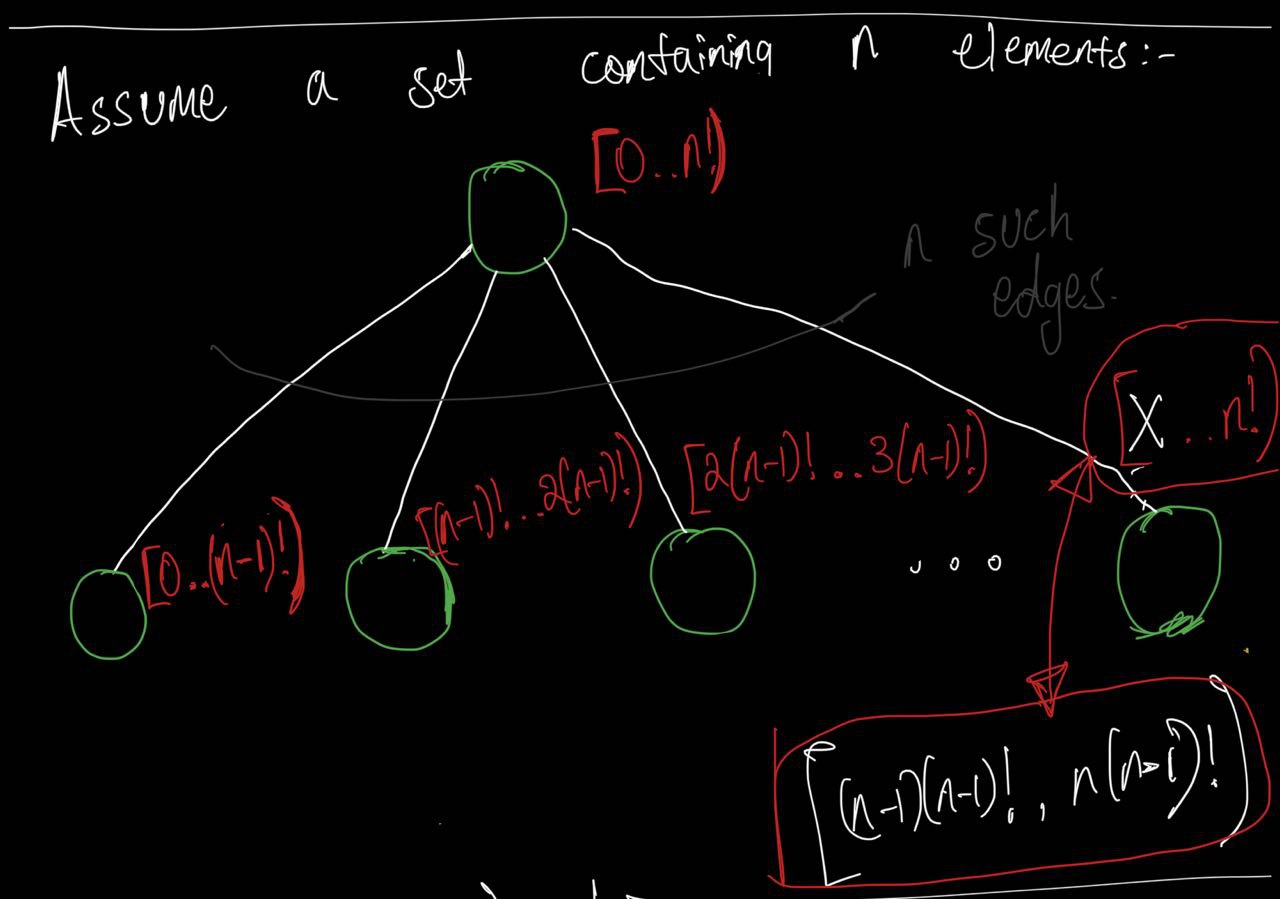 Assume a set containing n elements:-
[0..n!)
n such
edges.
[X...n!)
[0..(n-1)!)
[(n-1)!...2(n-1)!)
[2(n-1)!...3(n-1)!)
...
[(n-1)(n-1)!., n(n-1)!)